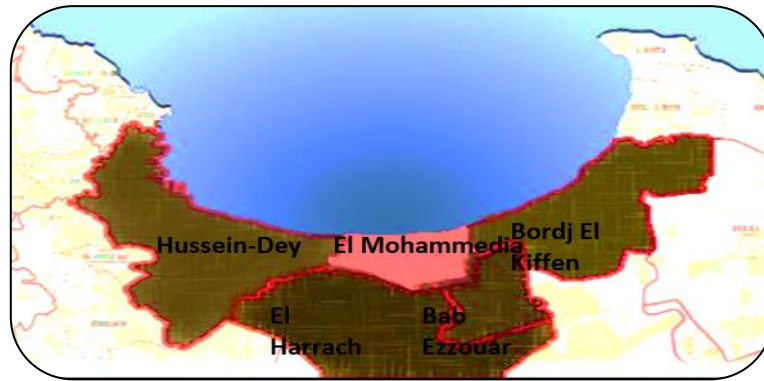 Hussein-Dey
El Mohammedia
Bordj El
Kiffen
El
Harrach
Bab
Ezzouar